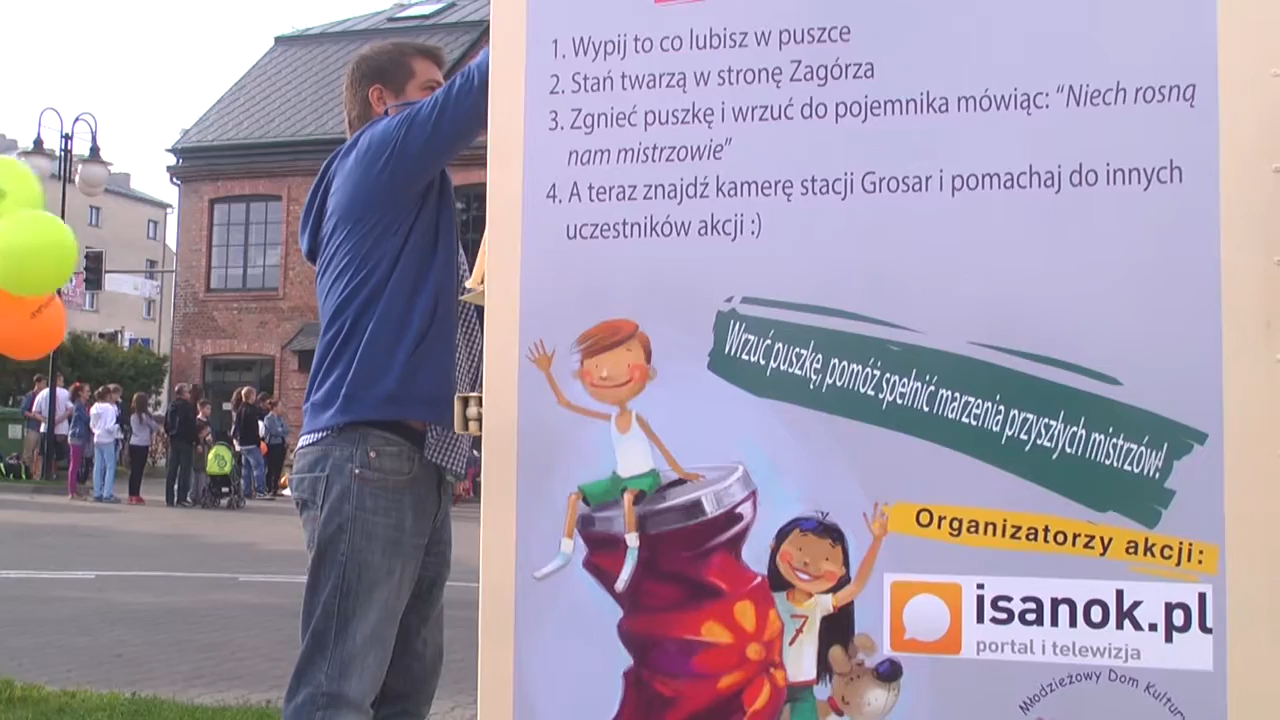 1. Wypij to co lubisz w puszce
2. Stań twarzą w stronę Zagórza
3. Zgnieć puszkę i wrzuć do pojemnika mówiąc: “Niech rosną
nam mistrzowie”
4. A teraz znajdź kamerę stacji Grosar i pomachaj do innych
uczestników akcji :)
Wrzuć puszkę, pomóż spełnić marzenia przyszłych mistrzów!
Organizatorzy akcji:
isanok.pl
portal i telewizja
7
Młodzieżowy Dom Kultury